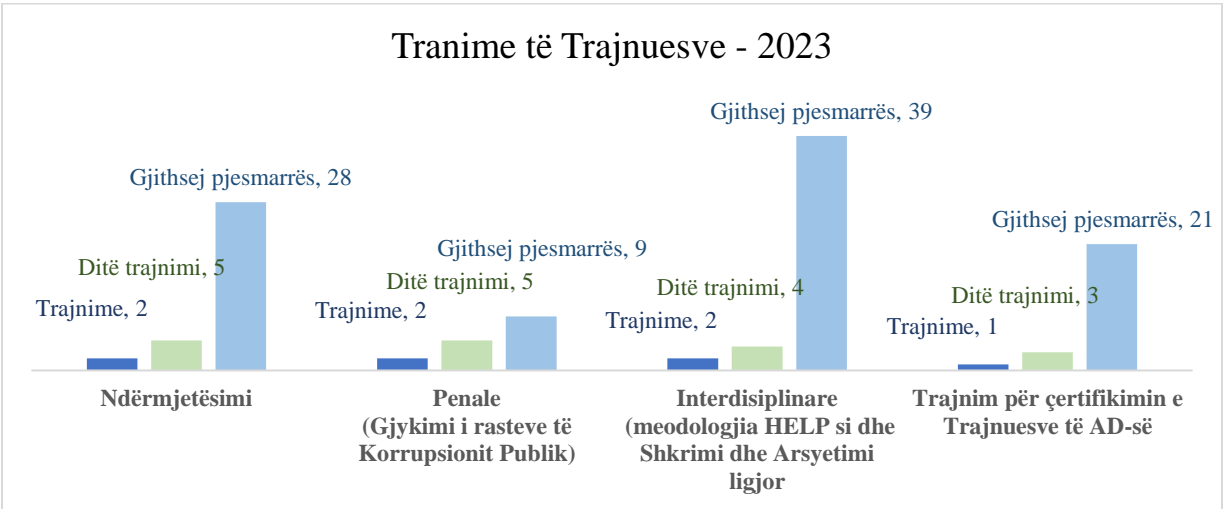 Tranime të Trajnuesve - 2023
Gjithsej pjesmarrës, 39
Gjithsej pjesmarrës, 28
Gjithsej pjesmarrës, 21
Gjithsej pjesmarrës, 9
Ditë trajnimi, 5
Ditë trajnimi, 5
Ditë trajnimi, 4
Ditë trajnimi, 3
Trajnime, 2
Trajnime, 2
Trajnime, 2
Trajnime, 1
Ndërmjetësimi
Penale
(Gjykimi i rasteve të
Korrupsionit Publik)
Interdisiplinare
(meodologjia HELP si dhe
Shkrimi dhe Arsyetimi
ligjor
Trajnim për çertifikimin e
Trajnuesve të AD-së